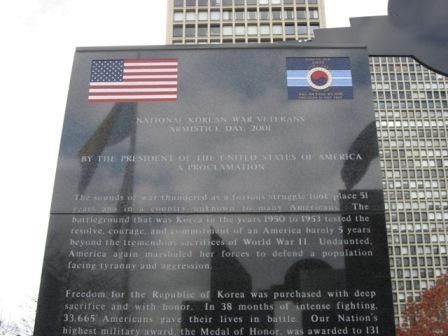 NATIONAL KOREAN WAR VETERANS
ARMISTICE DAY, 2001
BY THE PRESIDENT OF THE UNITED STATES OF AMERICA
A PROCLAMATION
The sounds of war thundered as a furious struggle took place 51
years ago in a country unknown to many Americans. The
battleground that was Korea in the years 1950 to 1953 tested the
resolve, courage, and commitment of an America barely 5 years
beyond the tremendous sacrifices of World War II. Undaunted,
America again marshaled her forces to defend a population
facing tyranny and aggression.
Freedom for the Republic of Korea was purchased with deep
sacrifice and with honor. In 38 months of intense fighting,
33,665 Americans gave their lives in battle. Our Nation's
highest military award, the Medal of Honor, was awarded to 131